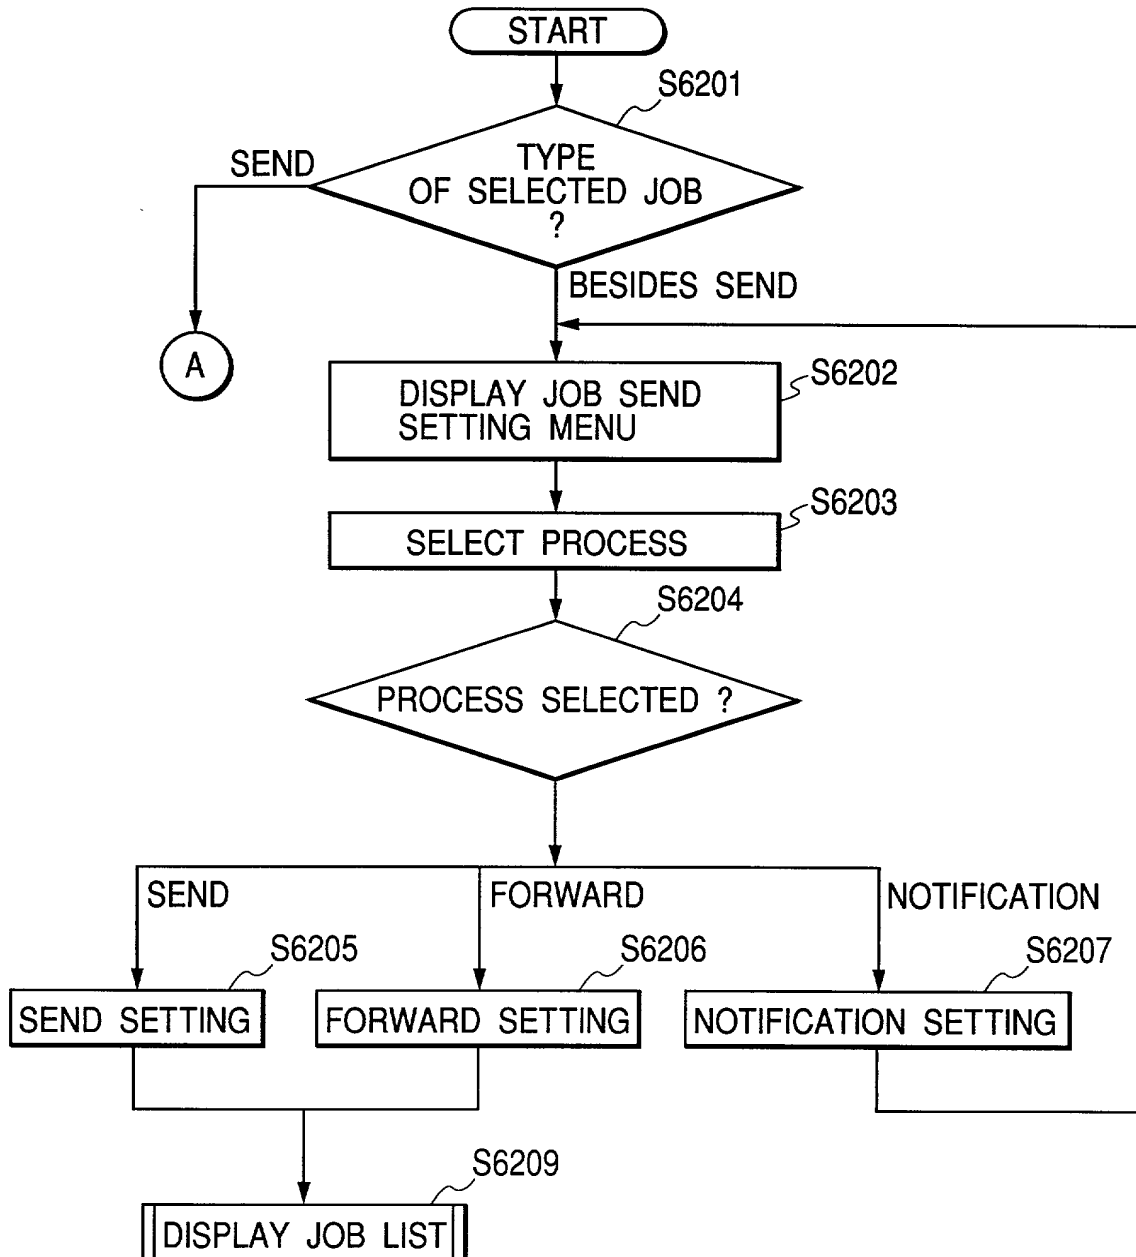 START
S6201
SEND
TYPE
OF SELECTED JOB
?
BESIDES SEND
A
S6202
DISPLAY JOB SEND
SETTING MENU
S6203
SELECT PROCESS
S6204
PROCESS SELECTED ?
SEND
FORWARD
NOTIFICATION
S6205
S6206
S6207
SEND SETTING
FORWARD SETTING
NOTIFICATION SETTING
S6209
DISPLAY JOB LIST